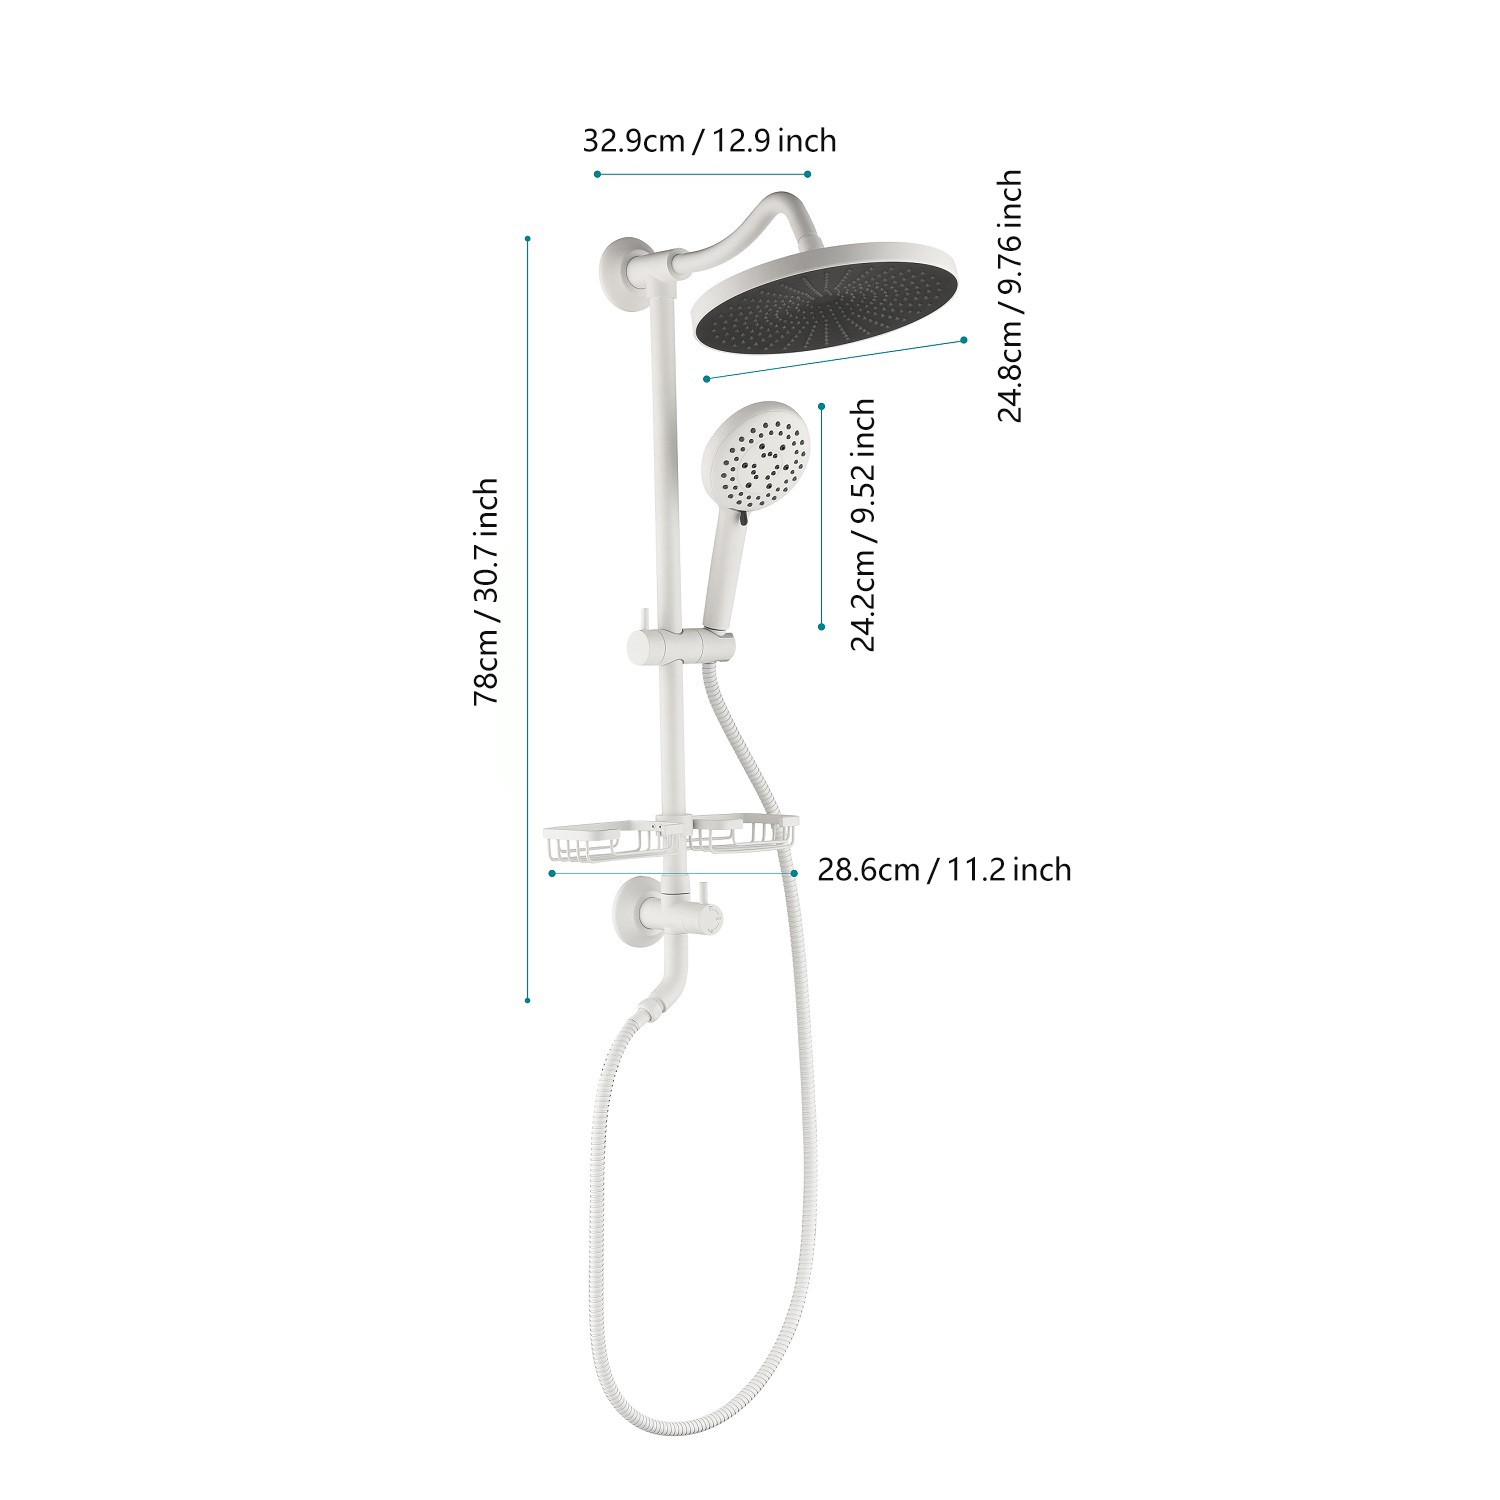 32.9cm / 12.9 inch
24.8cm / 9.76 inch
24.2cm / 9.52 inch
78cm / 30.7 inch
28.6cm / 11.2 inch